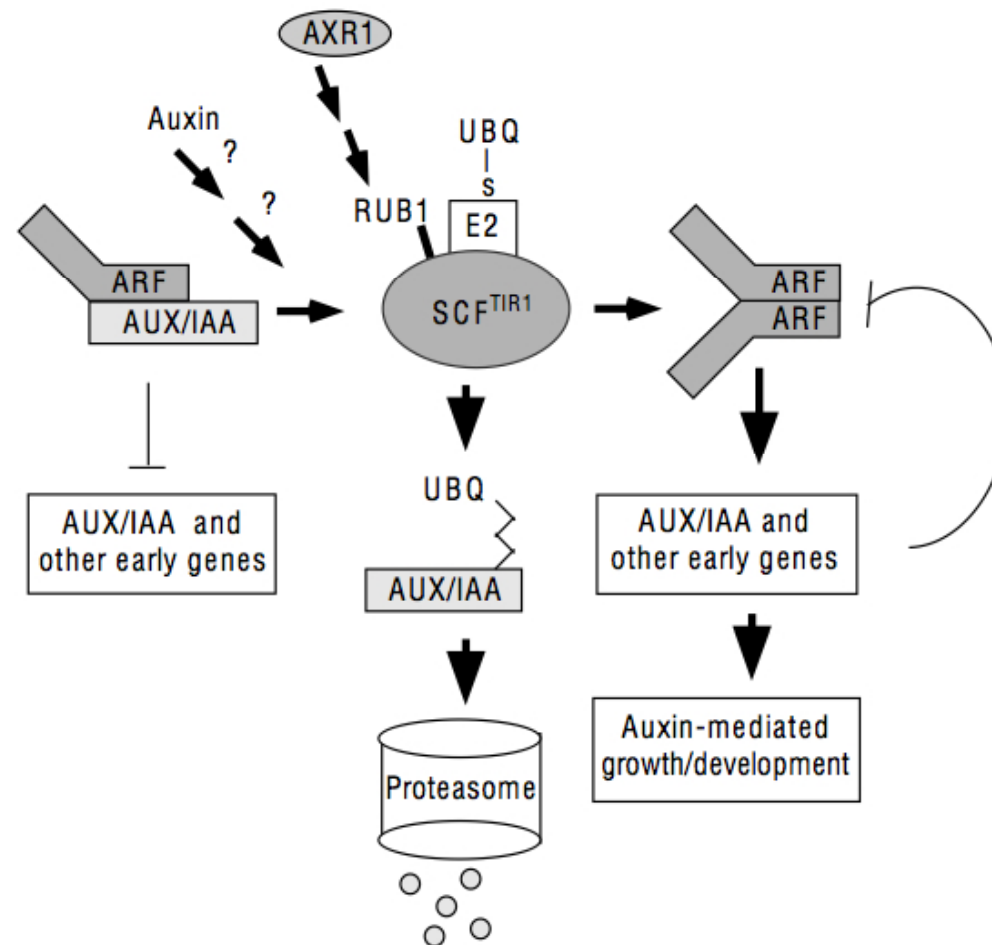 AXR1
Auxin
?
?
UBQ
S
RUB1
E2
ARF
AUX/IAA
SCF^TIR1
ARF
ARF
AUX/IAA and
other early genes
UBQ
AUX/IAA
AUX/IAA and
other early genes
Proteasome
Auxin-mediated
growth/development